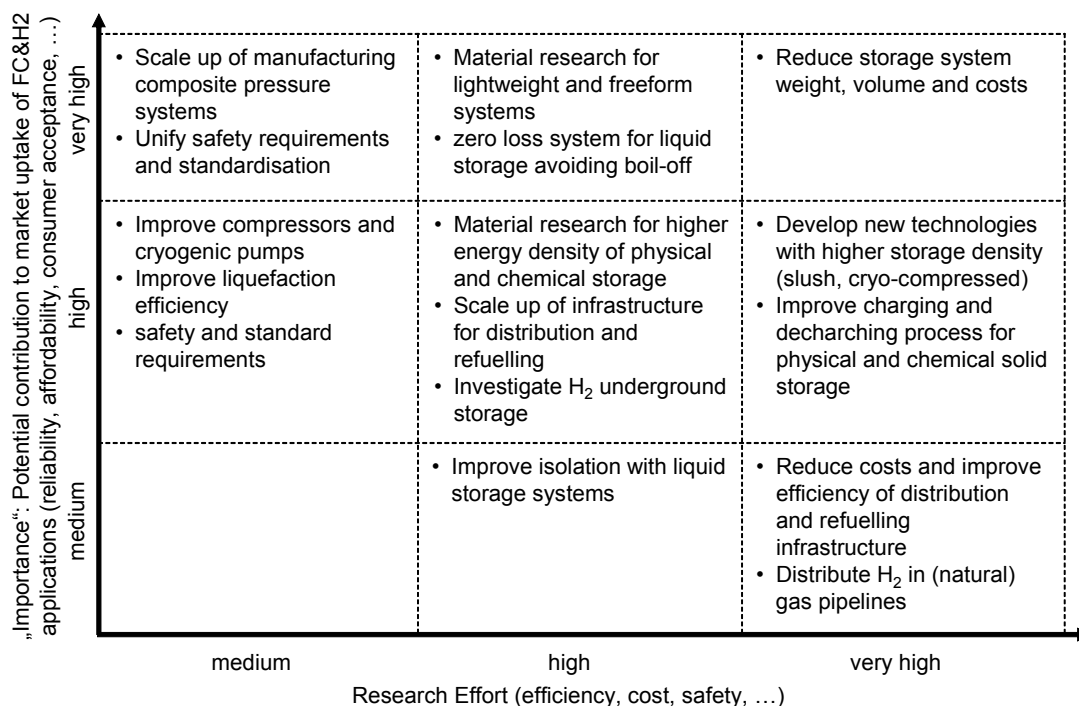 „Importance“: Potential contribution to market uptake of FC&H2
applications (reliability, affordability, consumer acceptance, …)
very high
• Scale up of manufacturing
composite pressure
systems
• Unify safety requirements
and standardisation
• Material research for
lightweight and freeform
systems
• zero loss system for liquid
storage avoiding boil-off
• Reduce storage system
weight, volume and costs
high
• Improve compressors and
cryogenic pumps
• Improve liquefaction
efficiency
• safety and standard
requirements
• Material research for higher
energy density of physical
and chemical storage
• Scale up of infrastructure
for distribution and
refuelling
• Investigate H₂ underground
storage
• Develop new technologies
with higher storage density
(slush, cryo-compressed)
• Improve charging and
decharching process for
physical and chemical solid
storage
medium
• Improve isolation with liquid
storage systems
• Reduce costs and improve
efficiency of distribution
and refuelling
infrastructure
• Distribute H₂ in (natural)
gas pipelines
medium
high
very high
Research Effort (efficiency, cost, safety, …)